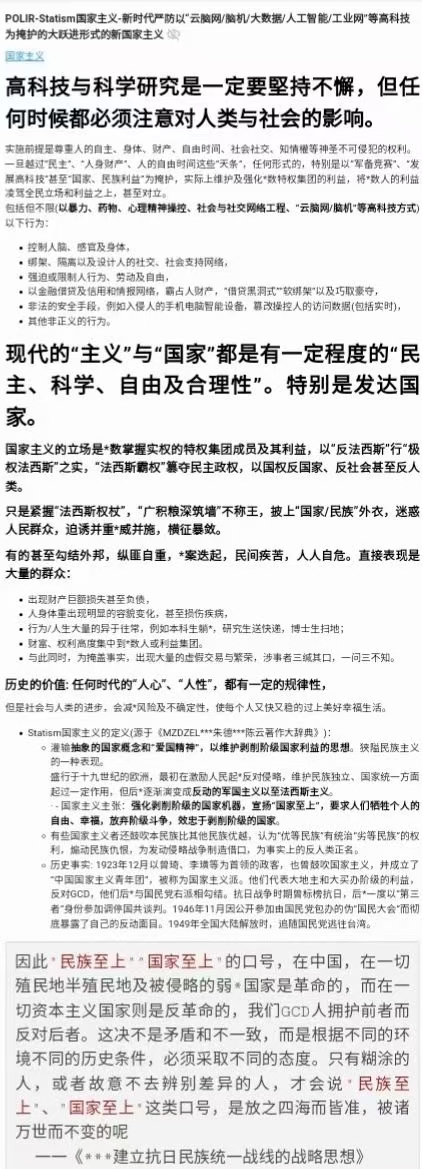 POLIR-Statism国家主义-新时代严防以“云脑网/脑机/大数据/人工智能/工业网”等高科技
为掩护的大跃进形式的新国家主义
国家主义
高科技与科学研究是一定要堅持不懈，但任
何时候都必须注意对人类与社会的影响。
实施前提是尊重人的自主、身体、财产、自由时间、社会社交、知情權等神圣不可侵犯的权利。
一旦越过“民主”、“人身财产”、人的自由时间这些“天条”，任何形式的，特别是以“军备竞赛”、“发
展高科技”甚至“国家、民族利益”为掩护，实际上维护及强化*数特权集团的利益，将*数人的利益
凌驾全民立场和利益之上，甚至对立。
包括但不限(以暴力、药物、心理精神操控、社会与社交网络工程、“云脑网/脑机”等高科技方式)
以下行为：
• 控制人脑、感官及身体，
• 绑架、隔离以及设计人的社交、社会支持网络，
• 强迫或限制人行为、劳动及自由，
• 以金融借贷及信用和情报网络，霸占人财产，“借贷黑洞式”“软绑架”以及巧取豪夺，
• 非法的安全手段，例如入侵人的手机电脑智能设备，篡改操控人的访问数据(包括实时)，
• 其他非正义的行为。
现代的“主义”与“国家”都是有一定程度的“民
主、科学、自由及合理性”。特别是发达国
家。
国家主义的立场是*数掌握实权的特权集团成员及其利益，以“反法西斯”行“极
权法西斯”之实，“法西斯霸权”篡夺民主政权，以国权反国家、反社会甚至反人
类。
只是紧握“法西斯权杖”，“广积粮深筑墙”不称王，披上“国家/民族”外衣，迷惑
人民群众，迫诱并重*威并施，横征暴敛。
有的甚至勾结外邦，纵匪自重，*案迭起，民间疾苦，人人自危。直接表现是
大量的群众：
• 出现财产巨额损失甚至负债，
• 人身体重出现明显的容貌变化，甚至损伤疾病，
• 行为/人生大量的异于往常，例如本科生躺*，研究生送快递，博士生扫地；
• 财富、权利高度集中到*数人或利益集团。
• 与此同时，为掩盖事实，出现大量的虚假交易与繁荣，涉事者三缄其口，一问三不知。
历史的价值: 任何时代的“人心”、“人性”，都有一定的规律性，
但是社会与人类的进步，会减*风险及不确定性，使每个人又快又稳的过上美好幸福生活。
• Statism国家主义的定义(源于《MDZEL***朱德***陈云著作大辞典》)：
○ 灌输抽象的国家概念和“爱国精神”，以维护剥削阶级国家利益的思想。狭隘民族主义
的一种表现。
盛行于十九世纪的欧洲，最初在激励人民起*反对侵略，维护民族独立、国家统一方面
起过一定作用，但后*逐渐演变成反动的军国主义以至法西斯主义。
· - 国家主义主张：强化剥削阶级的国家机器，宣扬“国家至上”，要求人们牺牲个人的
自由、幸福，放弃阶级斗争，效忠于剥削阶级的国家。
○ 有些国家主义者还鼓吹本民族比其他民族优越，认为“优等民族”有统治“劣等民族”的权
利，煽动民族仇恨，为发动侵略战争制造借口，为事实上的反人类正名。
○ 历史事实: 1923年12月以曾琦、李璜等为首领的政客，也曾鼓吹国家主义，并成立了
“中国国家主义青年团”，被称为国家主义派。他们代表大地主和大买办阶级的利益，
反对GCD，他们后*与国民党右派相勾结。抗日战争时期曾标榜抗日，后*一度以“第三
者”身份参加调停国共谈判。1946年11月因公开参加由国民党包办的伪“国民大会”而彻
底暴露了自己的反动面目。1949年全国大陆解放时，追随国民党逃往台湾。
因此"民族至上""国家至上"的口号，在中国，在一切
殖民地半殖民地及被侵略的弱*国家是革命的，而在一
切资本主义国家则是反革命的，我们GCD人拥护前者而
反对后者。这决不是矛盾和不一致，而是根据不同的环
境不同的历史条件，必须采取不同的态度。只有糊涂的
人，或者故意不去辨别差异的人，才会说"民族至
上"、"国家至上"这类口号，是放之四海而皆准，被诸
万世而不变的呢
一一《***建立抗日民族统一战线的战略思想》